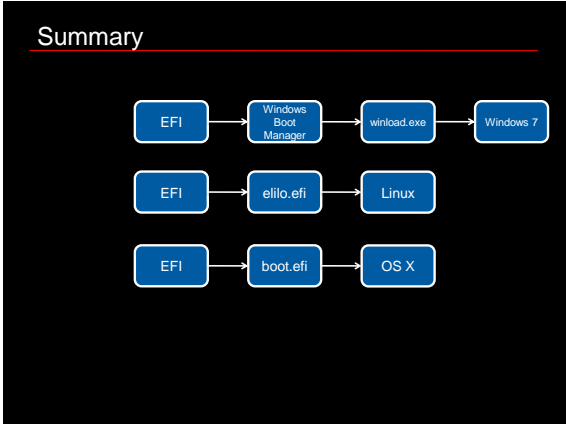 Summary
EFI
Windows
Boot
Manager
winload.exe
Windows 7
EFI
elilo.efi
Linux
EFI
boot.efi
OS X